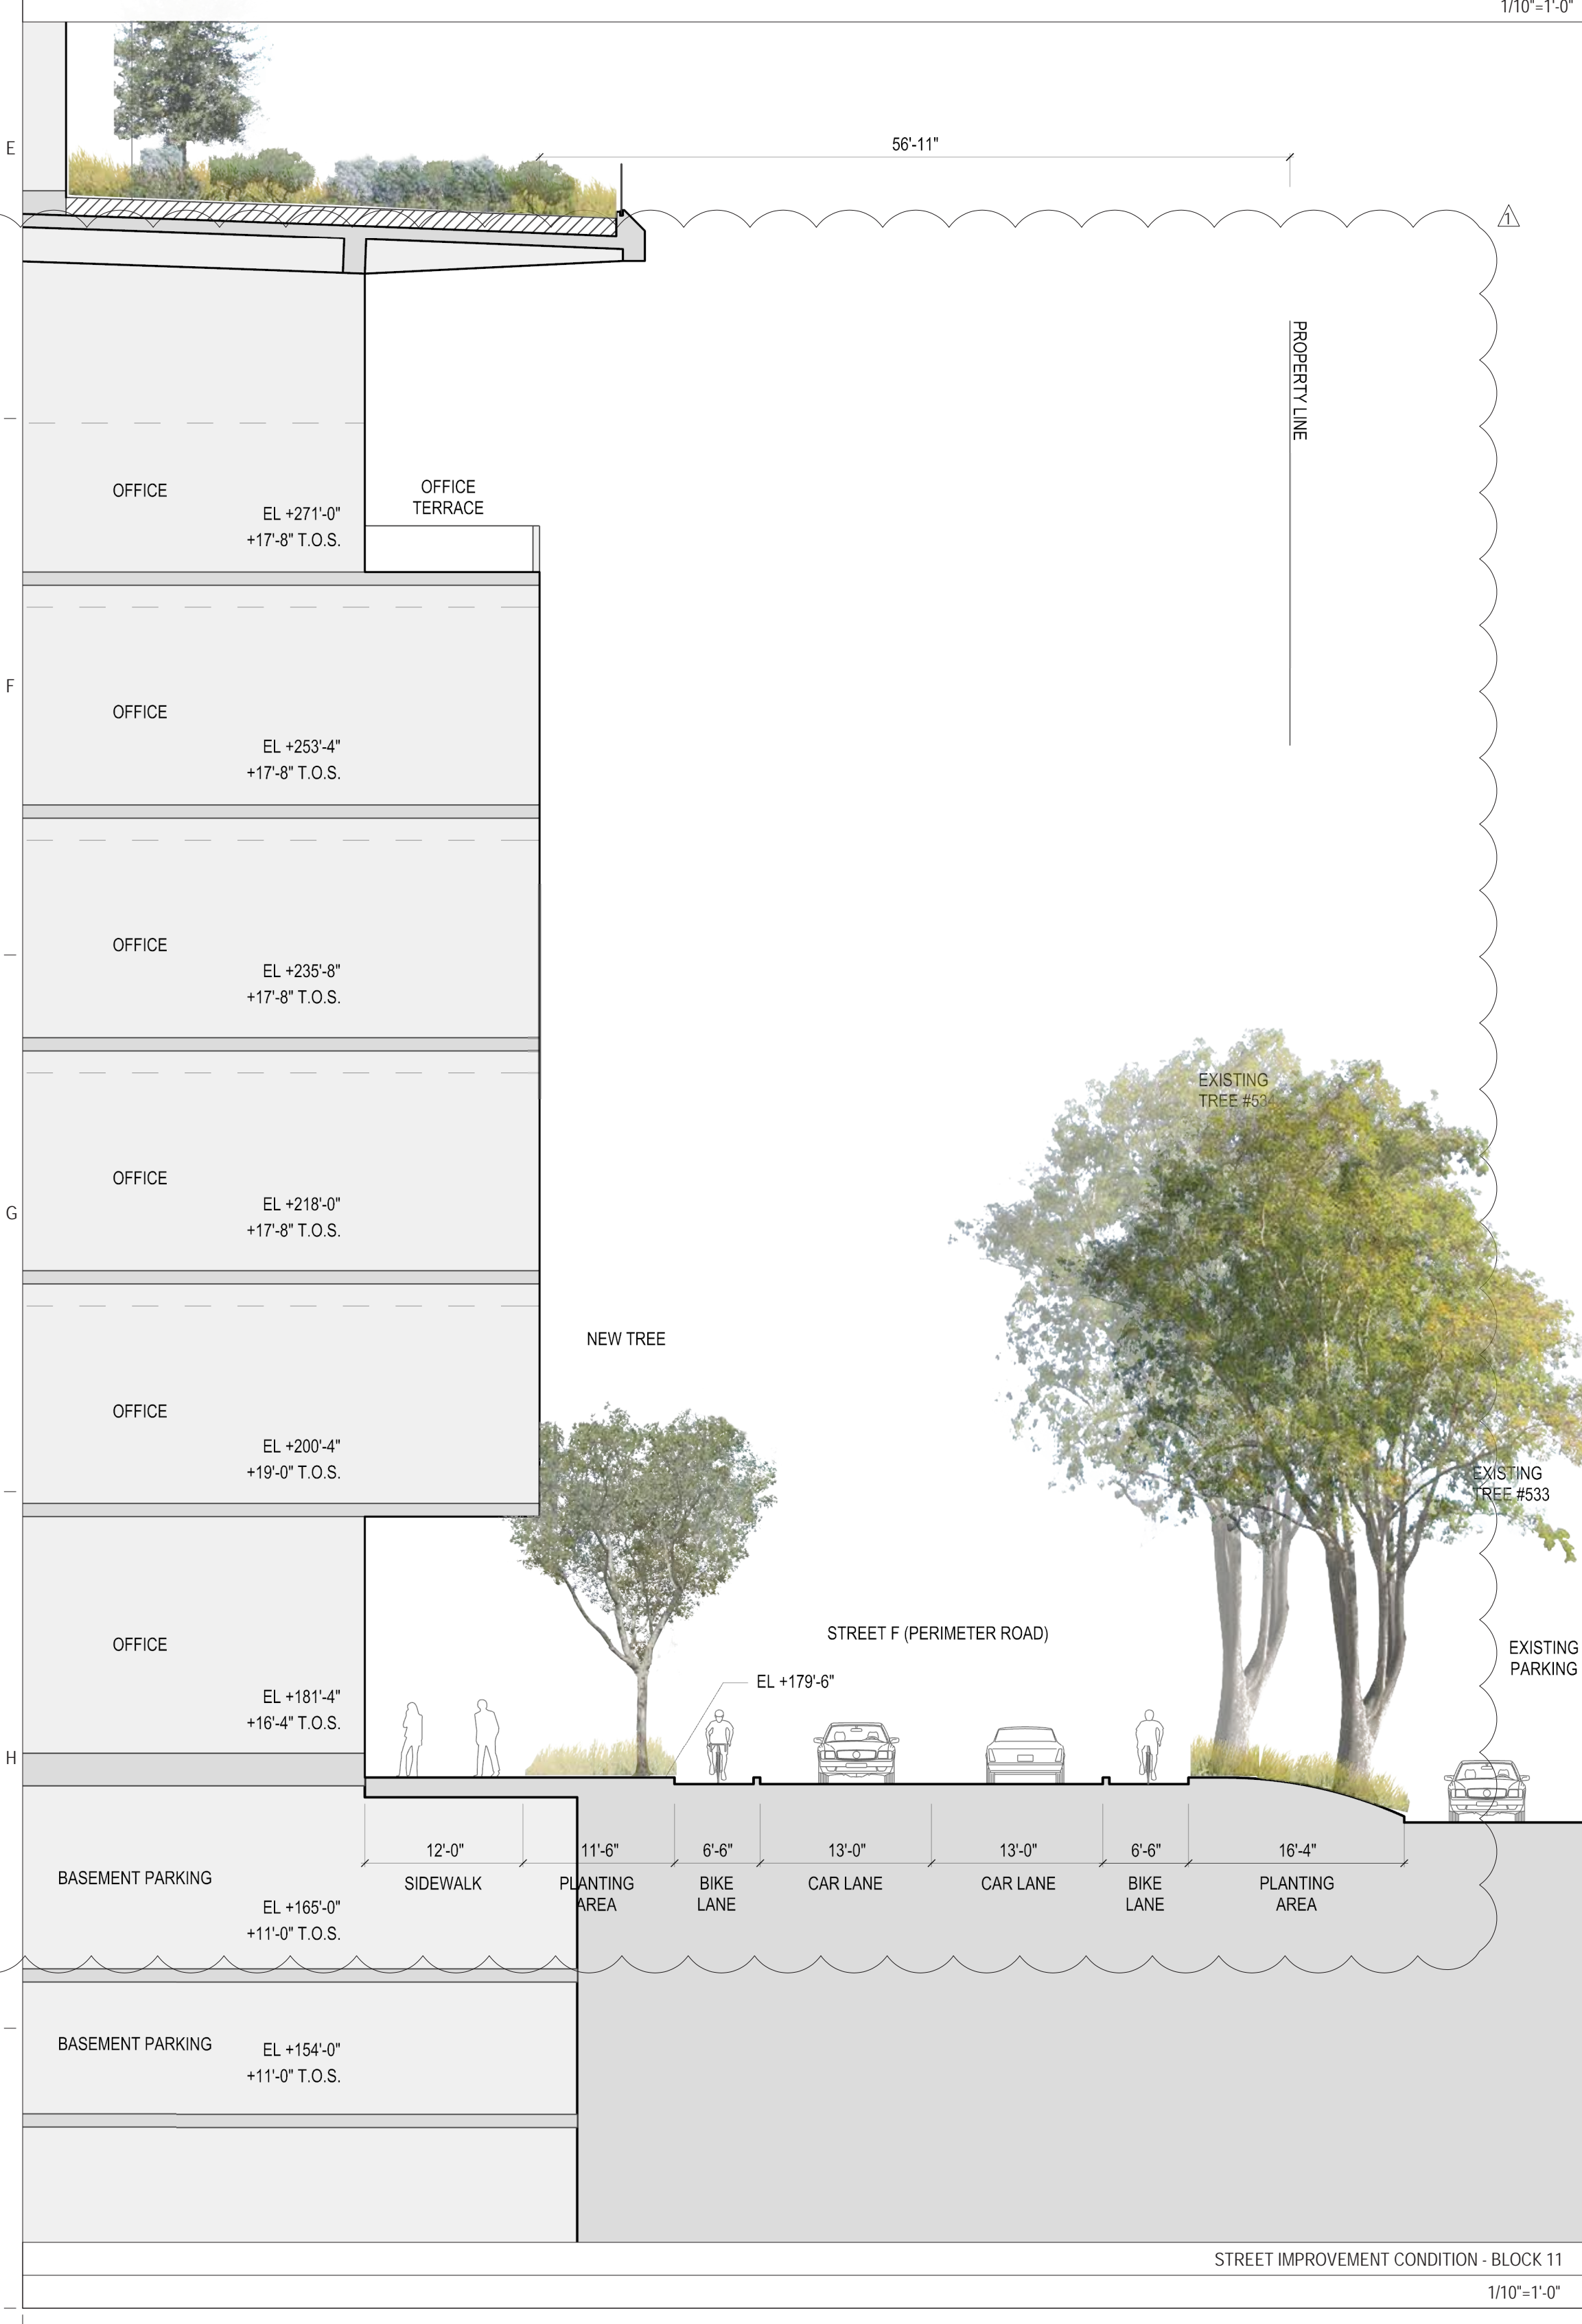 1/10"=1'-0"
E
56'-11"
1
PROPERTY LINE
OFFICE
EL +271'-0"
+17'-8" T.O.S.
OFFICE
TERRACE
F
OFFICE
EL +253'-4"
+17'-8" T.O.S.
OFFICE
EL +235'-8"
+17'-8" T.O.S.
EXISTING
TREE #534
G
OFFICE
EL +218'-0"
+17'-8" T.O.S.
NEW TREE
OFFICE
EL +200'-4"
+19'-0" T.O.S.
EXISTING
TREE #533
OFFICE
STREET F (PERIMETER ROAD)
EXISTING
PARKING
EL +179'-6"
EL +181'-4"
+16'-4" T.O.S.
H
12'-0" 11'-6" 6'-6" 13'-0" 13'-0" 6'-6" 16'-4"
SIDEWALK PLANTING BIKE CAR LANE CAR LANE BIKE PLANTING
AREA LANE LANE AREA
BASEMENT PARKING
EL +165'-0"
+11'-0" T.O.S.
BASEMENT PARKING
EL +154'-0"
+11'-0" T.O.S.
STREET IMPROVEMENT CONDITION - BLOCK 11
1/10"=1'-0"